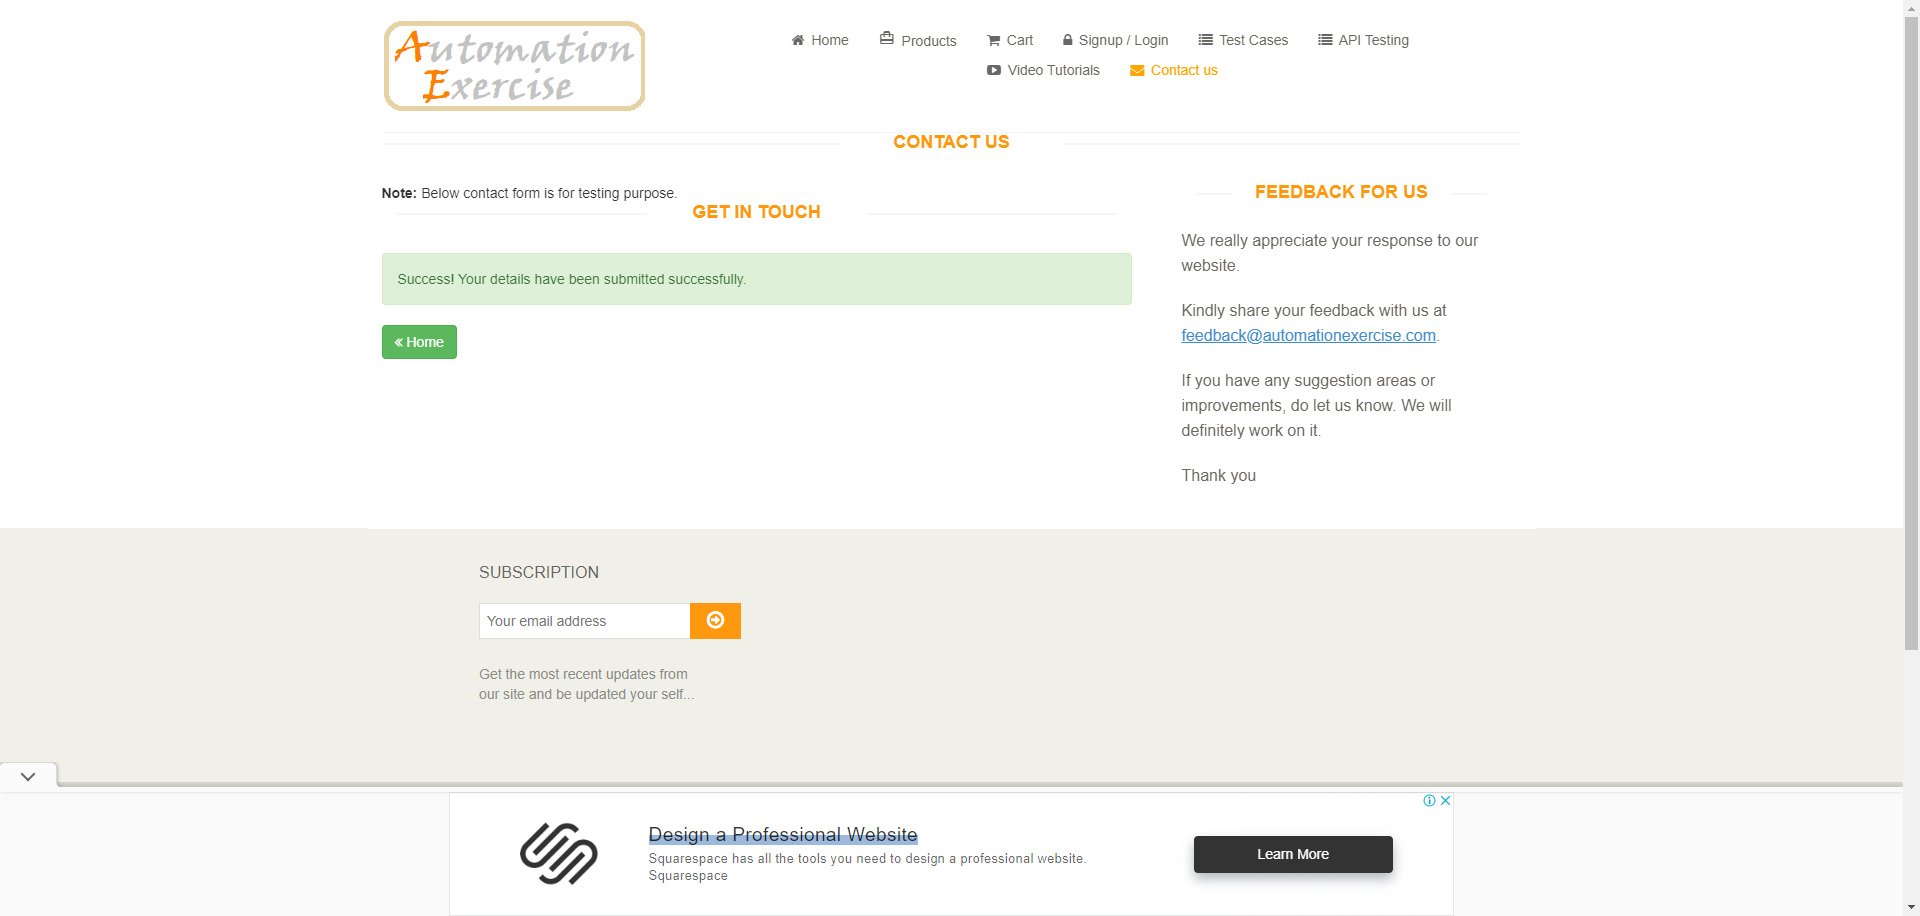 Automation
Exercise
Home
Products
Cart
Signup / Login
Test Cases
API Testing
Video Tutorials
Contact us
CONTACT US
Note: Below contact form is for testing purpose.
GET IN TOUCH
Success! Your details have been submitted successfully.
« Home
FEEDBACK FOR US
We really appreciate your response to our
website.
Kindly share your feedback with us at
feedback@automationexercise.com.
If you have any suggestion areas or
improvements, do let us know. We will
definitely work on it.
Thank you
SUBSCRIPTION
Your email address
Get the most recent updates from
our site and be updated your self...
Design a Professional Website
Squarespace has all the tools you need to design a professional website.
Squarespace
Learn More